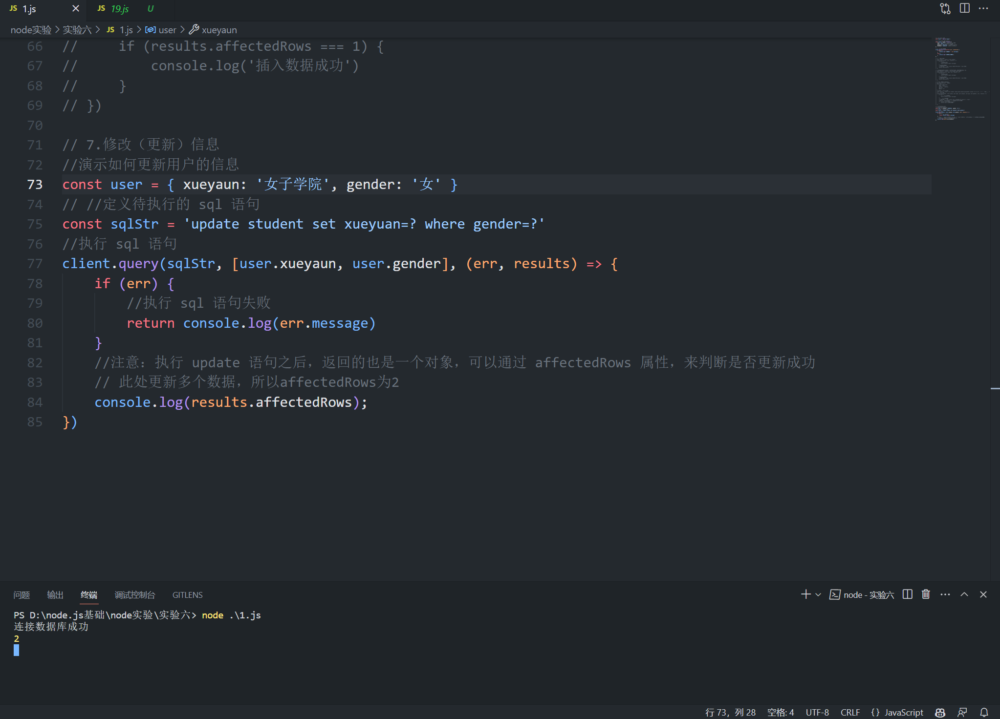 JS 1.js JS 19.js U
node实验 > 实验六 > JS 1.js > user > xueyaun
66 //     if (results.affectedRows === 1) {
67 //         console.log('插入数据成功')
68 //     }
69 // })
70
71 // 7.修改（更新）信息
72 //演示如何更新用户的信息
73 const user = { xueyaun: '女子学院', gender: '女' }
74 // //定义待执行的 sql 语句
75 const sqlStr = 'update student set xueyuan=? where gender=?'
76 //执行 sql 语句
77 client.query(sqlStr, [user.xueyaun, user.gender], (err, results) => {
78     if (err) {
79         //执行 sql 语句失败
80         return console.log(err.message)
81     }
82     //注意：执行 update 语句之后，返回的也是一个对象，可以通过 affectedRows 属性，来判断是否更新成功
83     // 此处更新多个数据，所以affectedRows为2
84     console.log(results.affectedRows);
85 })
问题 输出 终端 调试控制台 GITLENS node - 实验六
PS D:\node.js基础\node实验\实验六> node .\1.js
连接数据库成功
2
行 73，列 28 空格: 4 UTF-8 CRLF {} JavaScript